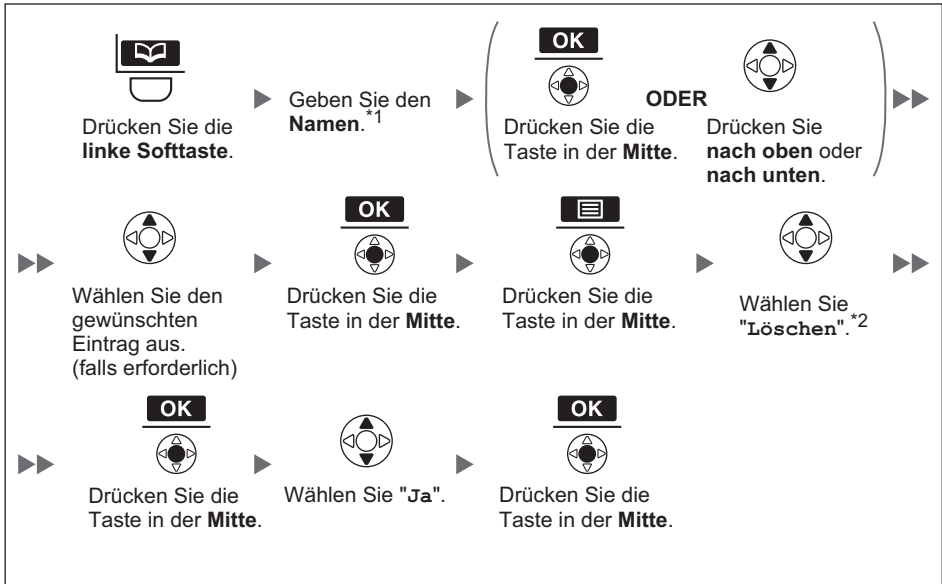 Drücken Sie die
linke Softtaste.
Geben Sie den
Namen.*1
OK
Drücken Sie die
Taste in der Mitte.
ODER
Drücken Sie
nach oben oder
nach unten.
Wählen Sie den
gewünschten
Eintrag aus.
(falls erforderlich)
OK
Drücken Sie die
Taste in der Mitte.
Drücken Sie die
Taste in der Mitte.
Wählen Sie
"Löschen".*2
OK
Drücken Sie die
Taste in der Mitte.
Wählen Sie "Ja".
OK
Drücken Sie die
Taste in der Mitte.